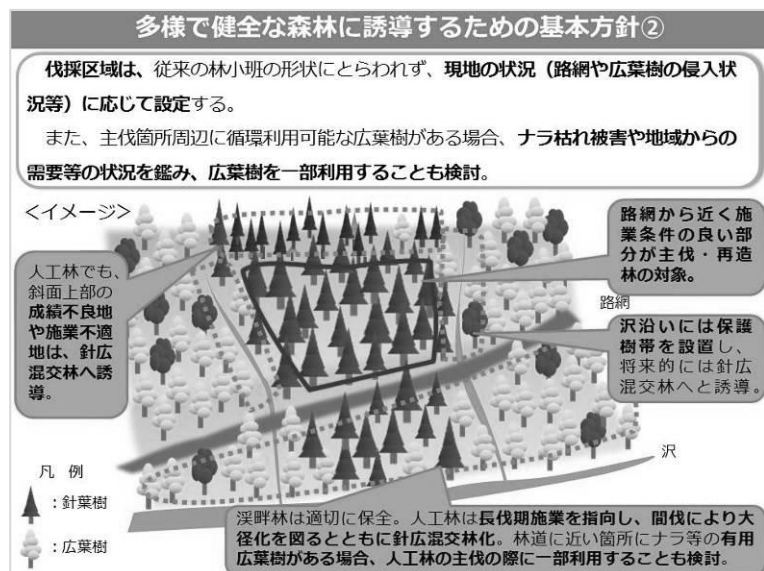 多様で健全な森林に誘導するための基本方針②
伐採区域は、従来の林小班の形状にとらわれず、現地の状況（路網や広葉樹の侵入状
況等）に応じて設定する。
また、主伐箇所周辺に循環利用可能な広葉樹がある場合、ナラ枯れ被害や地域からの
需要等の状況を鑑み、広葉樹を一部利用することも検討。
＜イメージ＞
人工林でも、
斜面上部の
成績不良地
や施業不適
地は、針広
混交林へ誘
導。
路網から近く施
業条件の良い部
分が主伐・再造
林の対象。
路網
沢沿いには保護
樹帯を設置し、
将来的には針広
混交林へと誘導。
沢
凡 例
：針葉樹
：広葉樹
渓畔林は適切に保全。人工林は長伐期施業を指向し、間伐により大
径化を図るとともに針広混交林化。林道に近い箇所にナラ等の有用
広葉樹がある場合、人工林の主伐の際に一部利用することも検討。